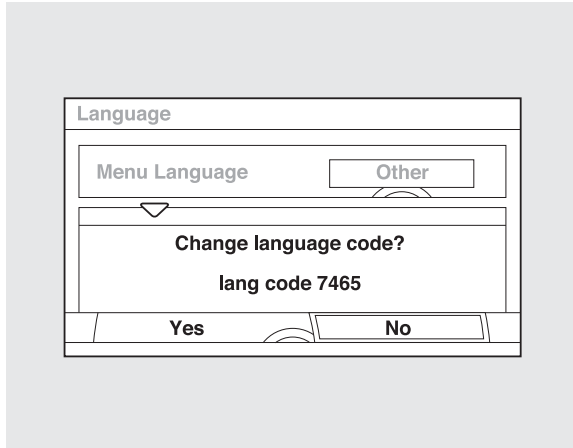 Language
Menu Language Other
Change language code?
lang code 7465
Yes No